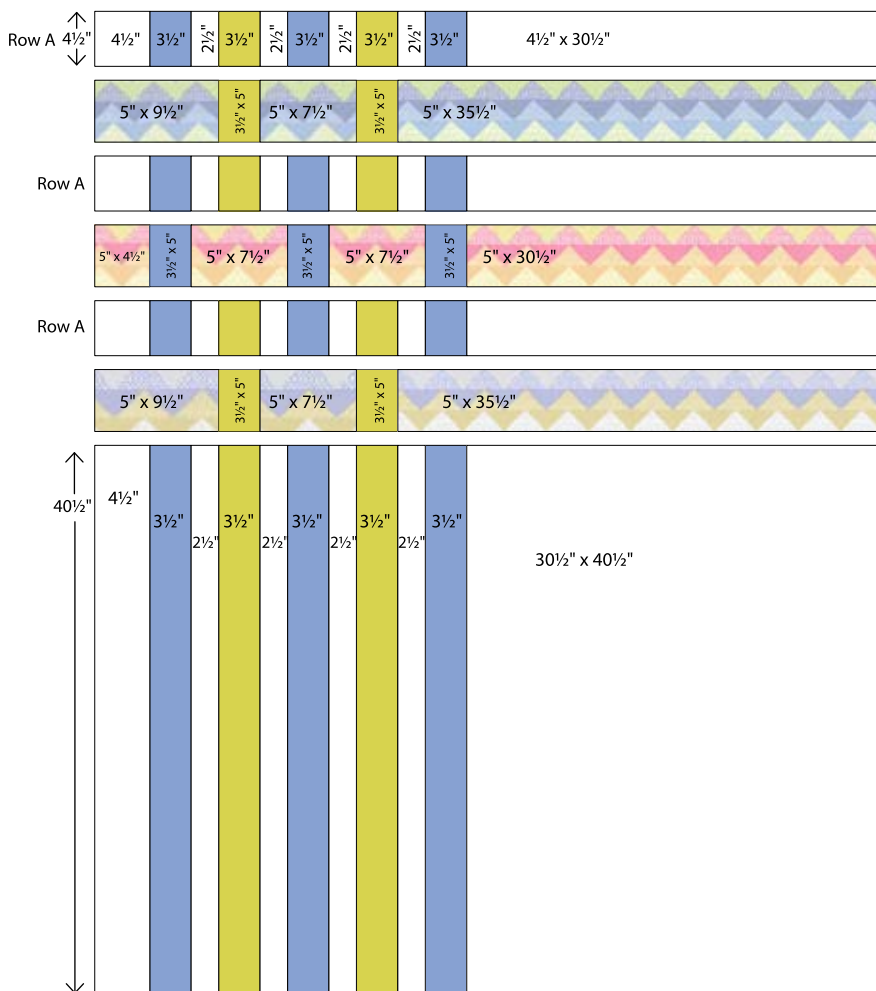 Row A 4½" 4½" 3½" 2½" 3½" 2½" 3½" 2½" 3½" 2½" 3½" 4½" x 30½"
5" x 9½" 3½" x 5" 5" x 7½" 3½" x 5" 5" x 35½"
Row A
5" x 4½" 3½" x 5" 5" x 7½" 3½" x 5" 5" x 7½" 3½" x 5" 5" x 30½"
Row A
5" x 9½" 3½" x 5" 5" x 7½" 3½" x 5" 5" x 35½"
40½" 4½"
3½" 3½" 3½" 3½" 3½"
2½" 2½" 2½" 2½"
30½" x 40½"